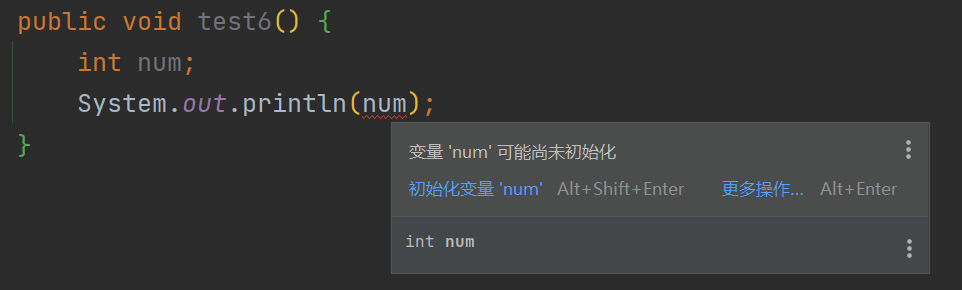 public void test6() {
int num;
System.out.println(num);
}
变量 'num' 可能尚未初始化
初始化变量 'num' Alt+Shift+Enter 更多操作... Alt+Enter
int num